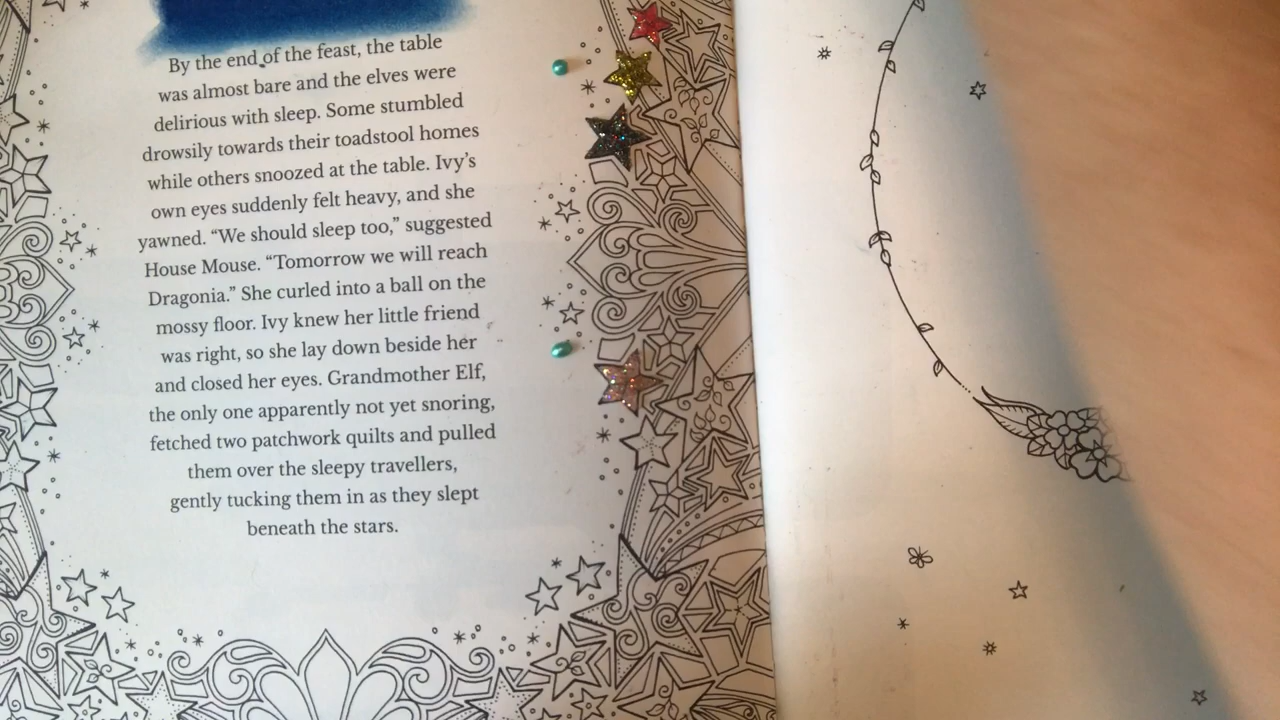 By the end of the feast, the table
was almost bare and the elves were
delirious with sleep. Some stumbled
drowsily towards their toadstool homes
while others snoozed at the table. Ivy’s
own eyes suddenly felt heavy, and she
yawned. “We should sleep too,” suggested
House Mouse. “Tomorrow we will reach
Dragonia.” She curled into a ball on the
mossy floor. Ivy knew her little friend
was right, so she lay down beside her
and closed her eyes. Grandmother Elf,
the only one apparently not yet snoring,
fetched two patchwork quilts and pulled
them over the sleepy travellers,
gently tucking them in as they slept
beneath the stars.